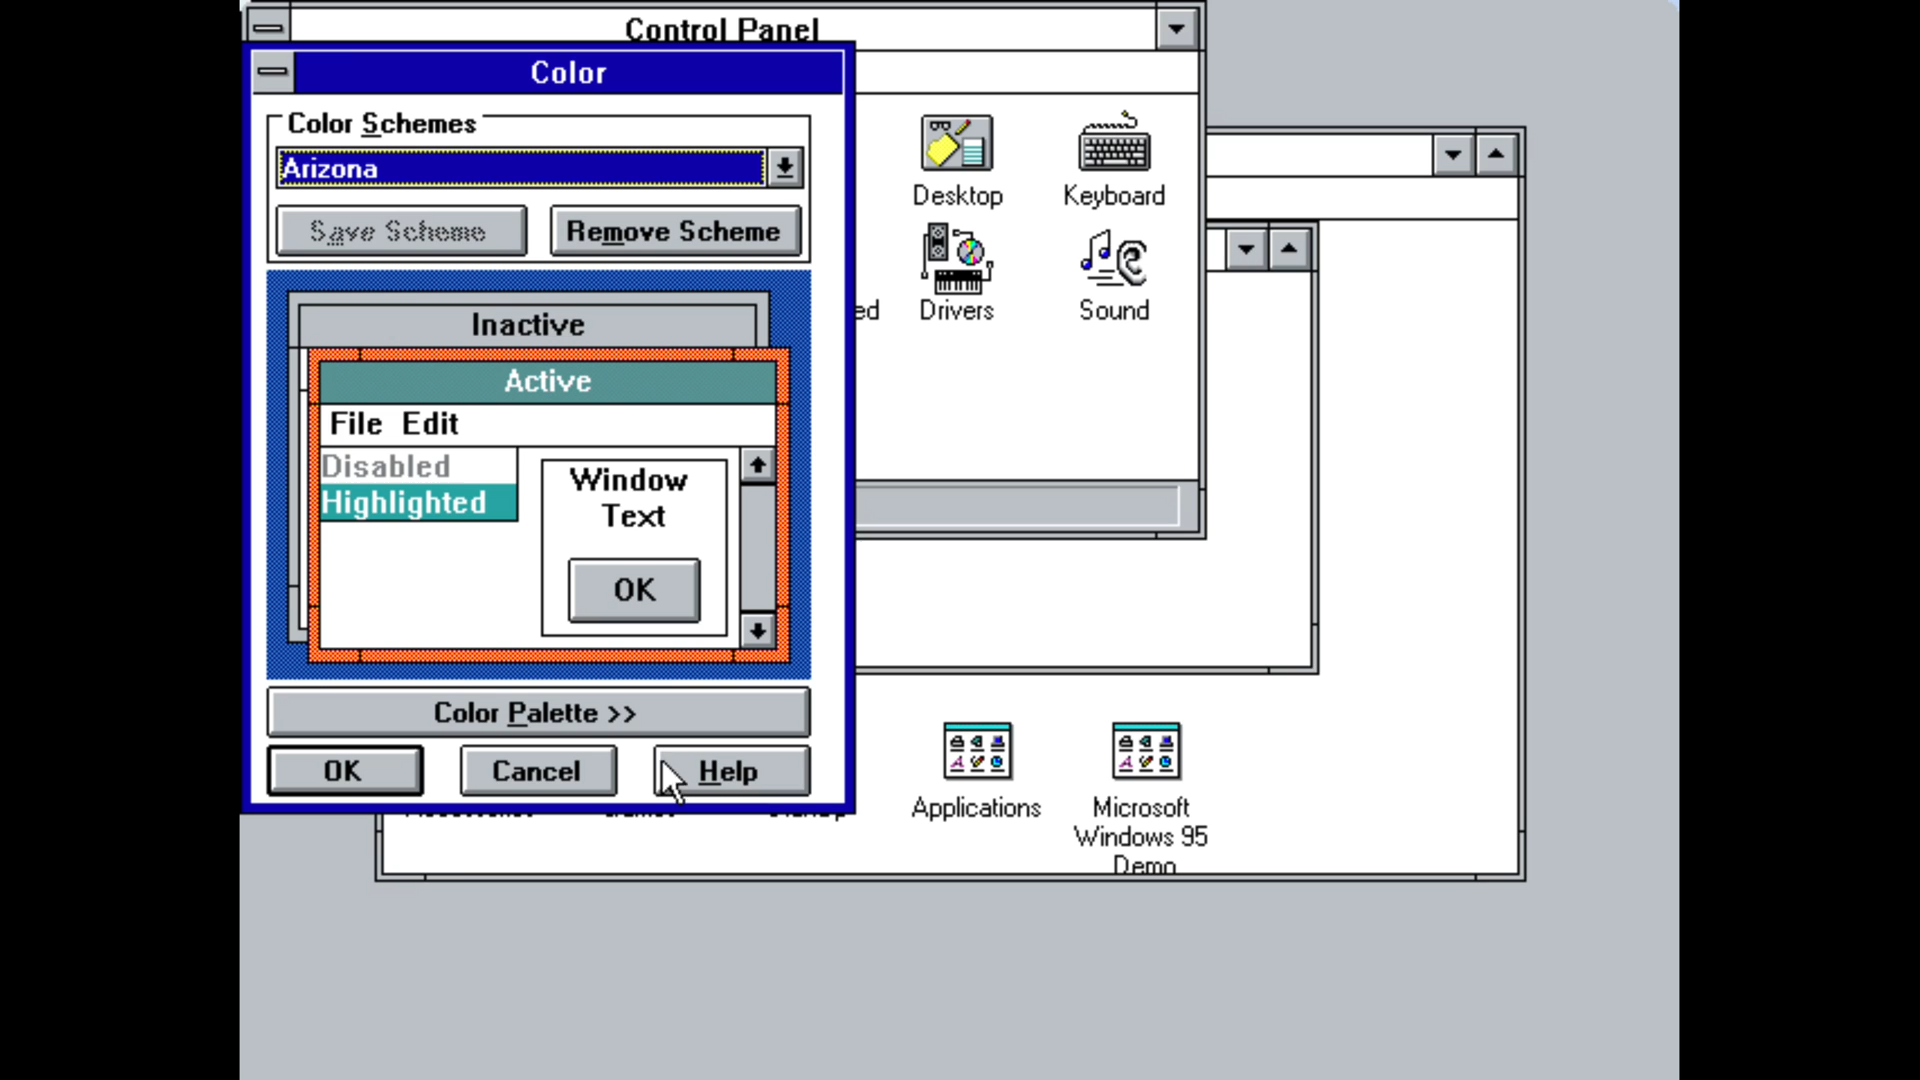 Control Panel
Color
Color Schemes
Arizona
Save Scheme
Remove Scheme
Inactive
Active
File Edit
Disabled
Highlighted
Window
Text
OK
Color Palette >>
OK
Cancel
Help
Desktop
Keyboard
ed
Drivers
Sound
Applications
Microsoft
Windows 95
Demo